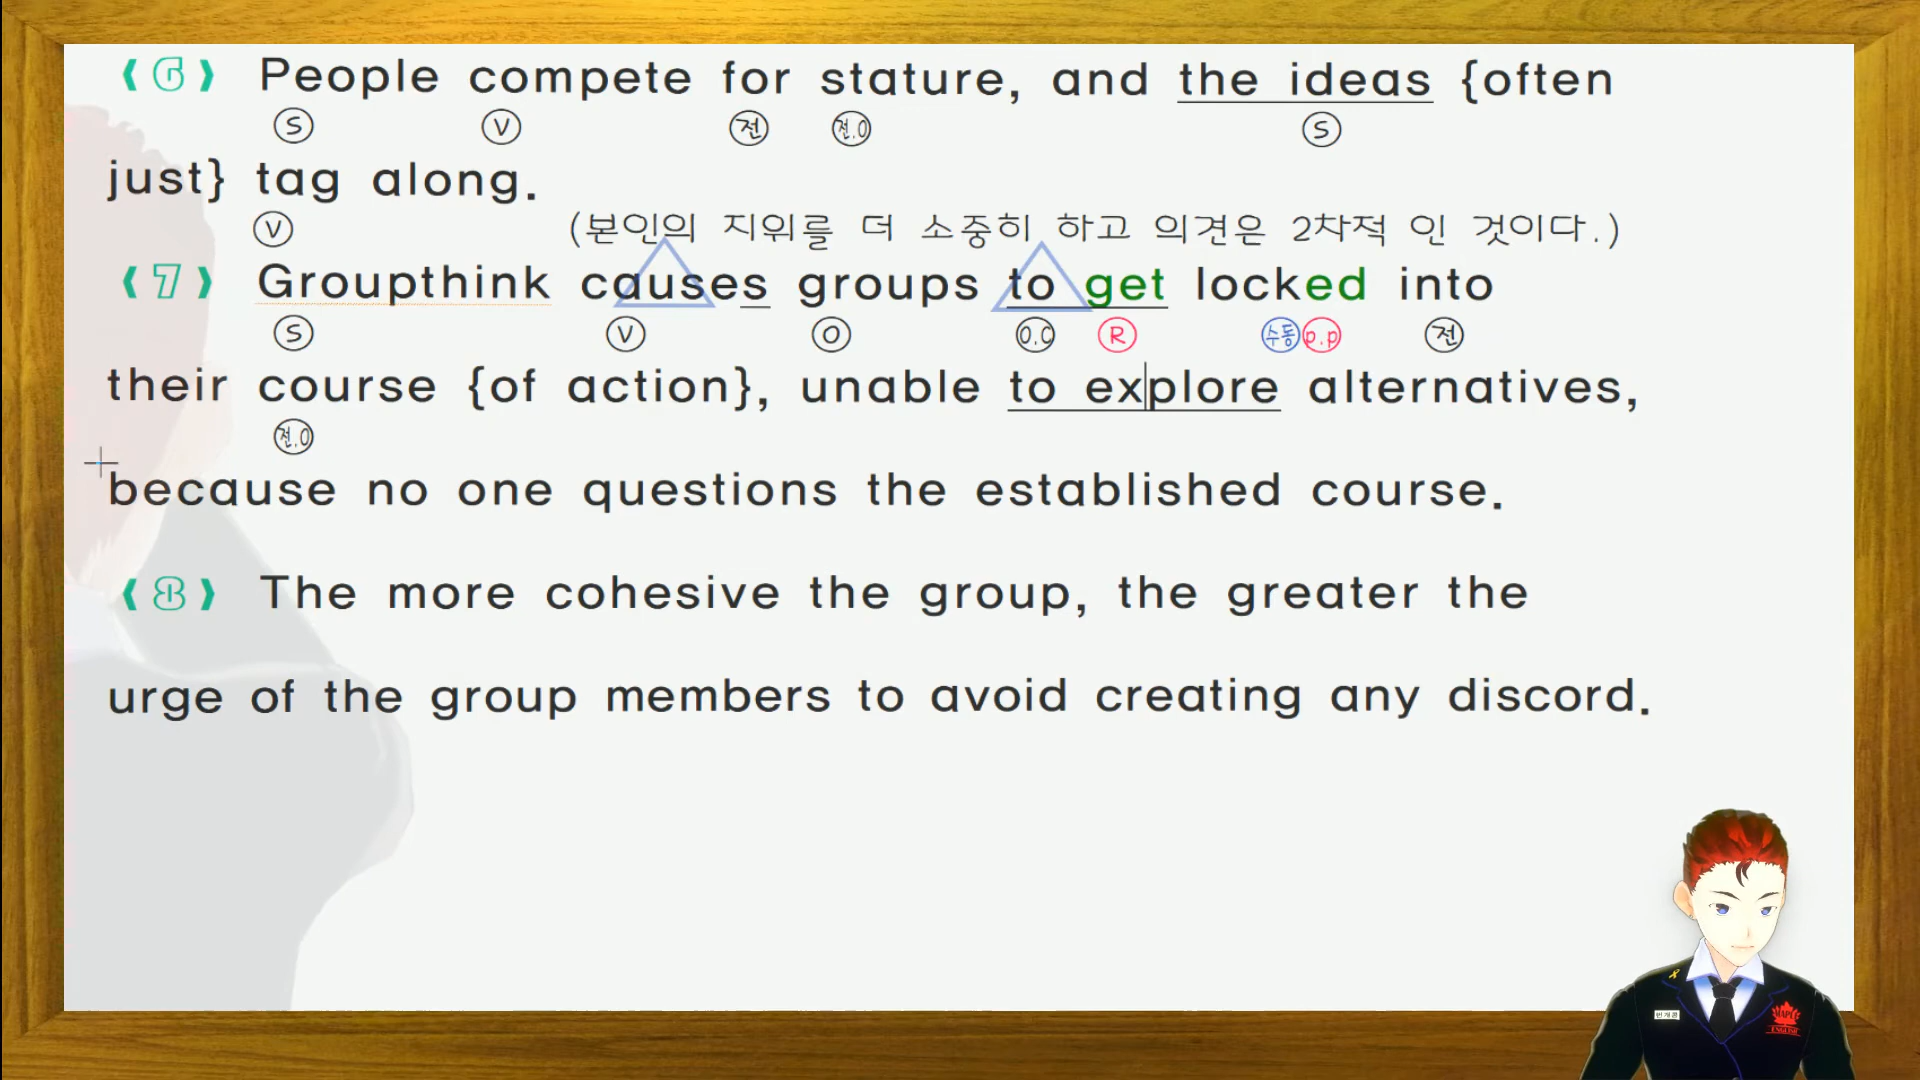 (6) People compete for stature, and the ideas {often
S V 전 전.O S
just} tag along.
V (본인의 지위를 더 소중히 하고 의견은 2차적 인 것이다.)
(7) Groupthink causes groups to get locked into
S V O O.C R 수동 p.p 전
their course {of action}, unable to explore alternatives,
전.O
because no one questions the established course.
(8) The more cohesive the group, the greater the
urge of the group members to avoid creating any discord.
ENGLISH